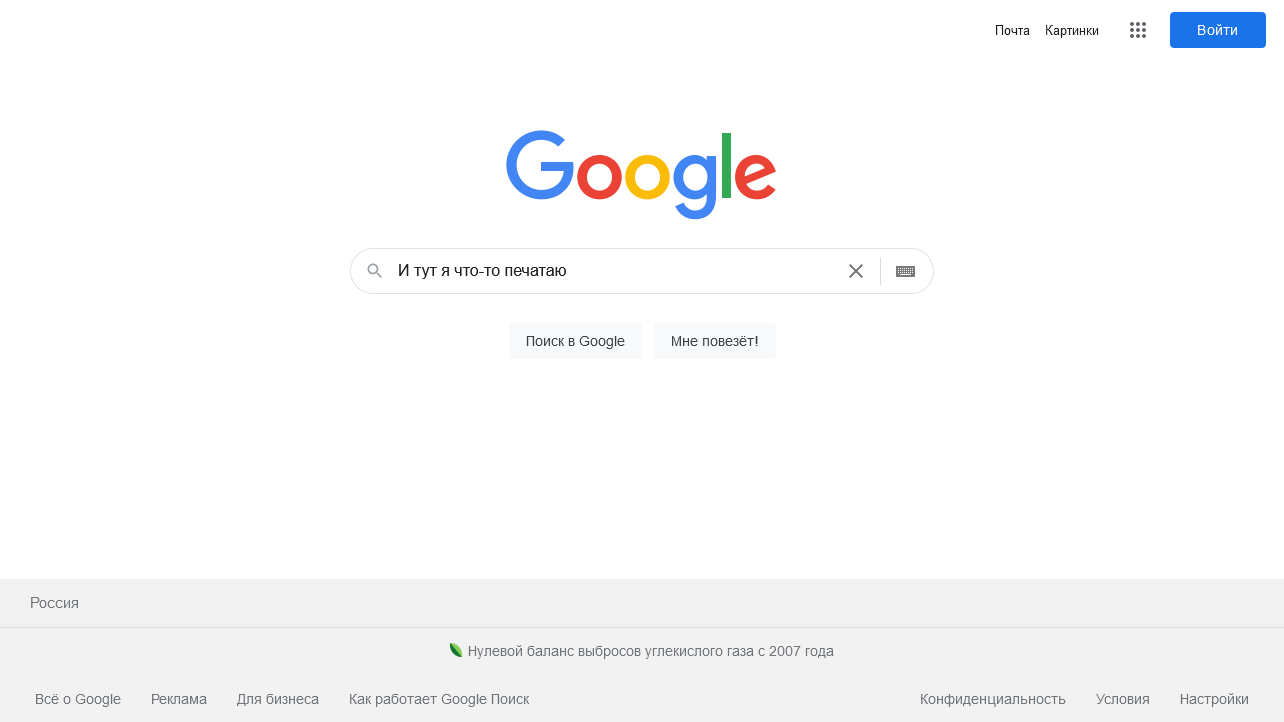 Почта Картинки Войти
Google
И тут я что-то печатаю
Поиск в Google Мне повезёт!
Россия
Нулевой баланс выбросов углекислого газа с 2007 года
Всё о Google Реклама Для бизнеса Как работает Google Поиск Конфиденциальность Условия Настройки